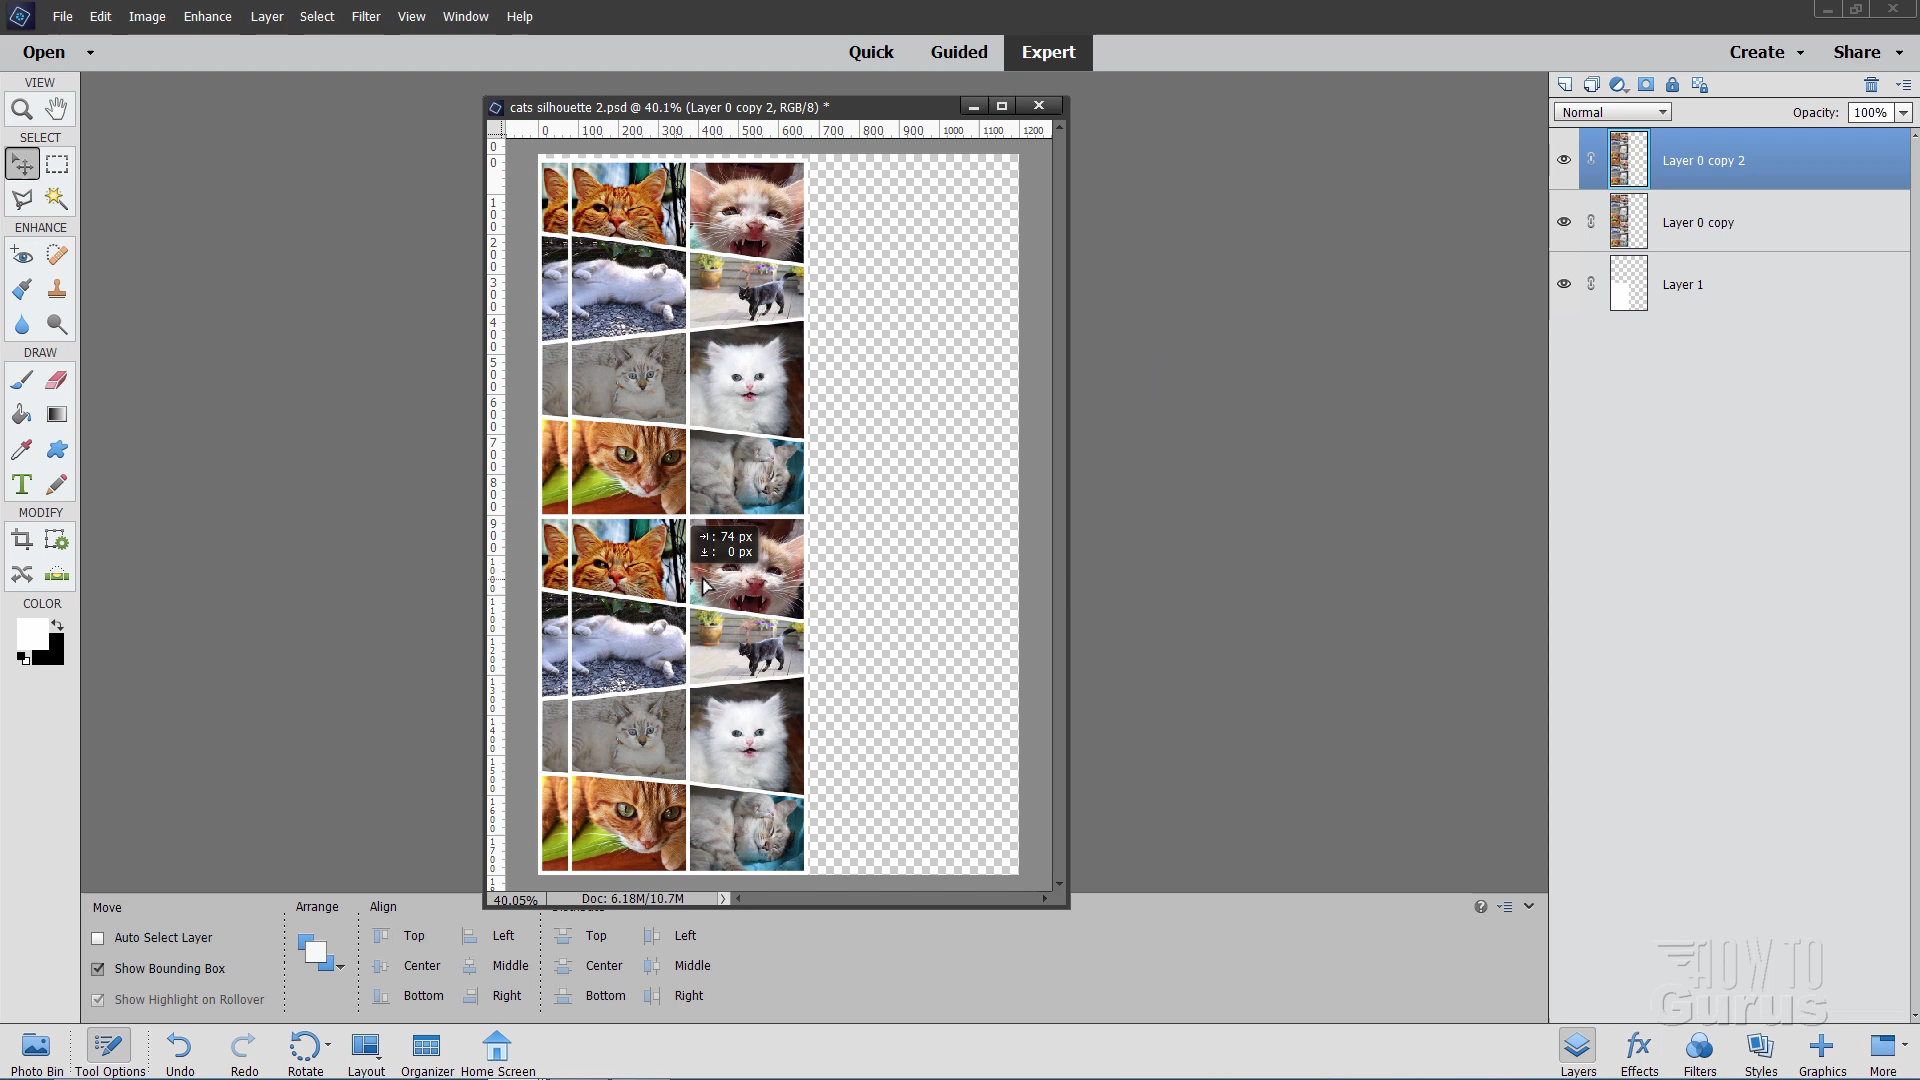 File Edit Image Enhance Layer Select Filter View Window Help
Open Quick Guided Expert Create Share
VIEW
SELECT
ENHANCE
DRAW
MODIFY
COLOR
cats silhouette 2.psd @ 40.1% (Layer 0 copy 2, RGB/8) *
0 100 200 300 400 500 600 700 800 900 1000 1100 1200
74 px
0 px
40.05% Doc: 6.18M/10.7M
Normal Opacity: 100%
Layer 0 copy 2
Layer 0 copy
Layer 1
Move Arrange Align
Auto Select Layer
Show Bounding Box
Show Highlight on Rollover
Top Left Top Left
Center Middle Center Middle
Bottom Right Bottom Right
HOW TO
Gurus
Photo Bin Tool Options Undo Redo Rotate Layout Organizer Home Screen
Layers Effects Filters Styles Graphics More